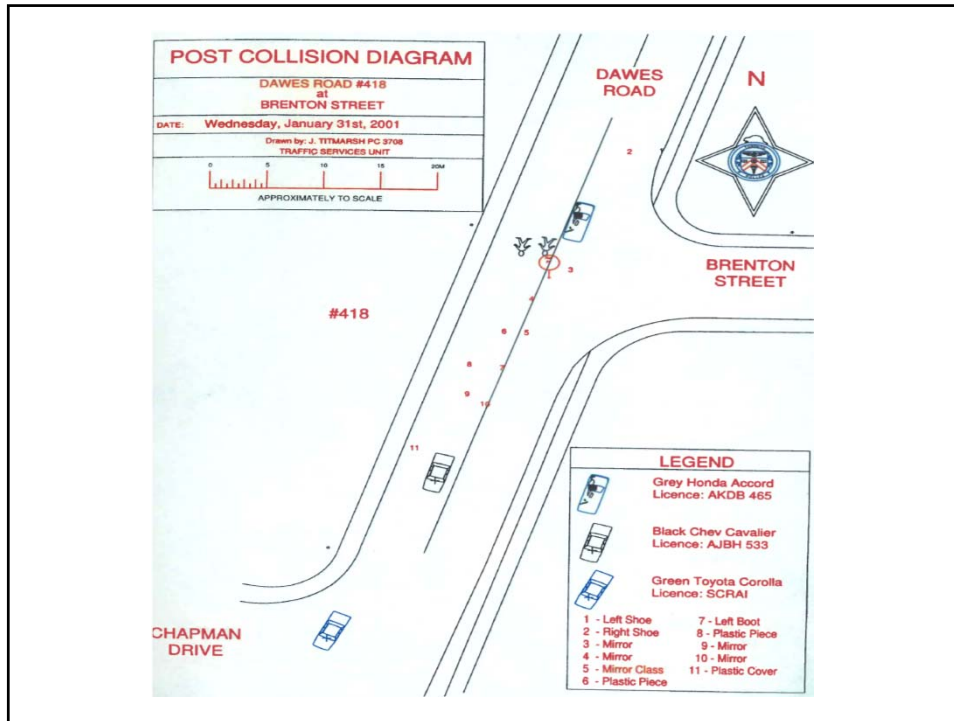 POST COLLISION DIAGRAM
DAWES ROAD #418
at
BRENTON STREET
DATE: Wednesday, January 31st, 2001
Drawn by: J. TITMARSH PC 3708
TRAFFIC SERVICES UNIT
0 5 10 15 20M
APPROXIMATELY TO SCALE
DAWES
ROAD
N
2
BRENTON
STREET
3
#418
4
6 5
8 7
9
10
11
CHAPMAN
DRIVE
LEGEND
Grey Honda Accord
Licence: AKDB 465
Black Chev Cavalier
Licence: AJBH 533
Green Toyota Corolla
Licence: SCRAI
1 - Left Shoe
2 - Right Shoe
3 - Mirror
4 - Mirror
5 - Mirror Class
6 - Plastic Piece
7 - Left Boot
8 - Plastic Piece
9 - Mirror
10 - Mirror
11 - Plastic Cover